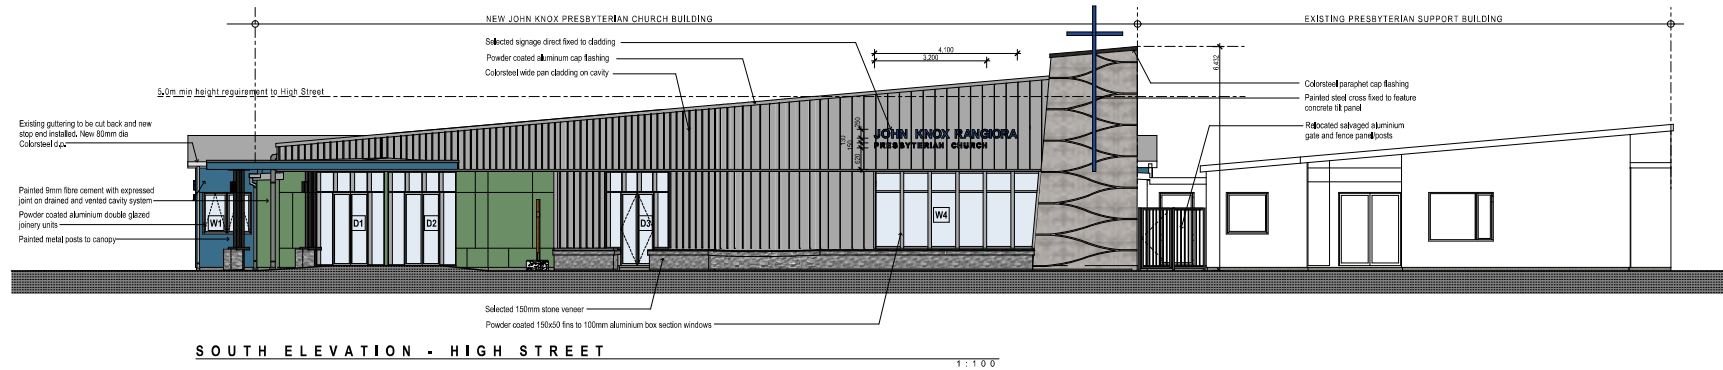 NEW JOHN KNOX PRESBYTERIAN CHURCH BUILDING
EXISTING PRESBYTERIAN SUPPORT BUILDING
Selected signage direct fixed to cladding
Powder coated aluminum cap flashing
Colorsteel wide pan cladding on cavity
4,100
3,200
6,432
Colorsteel paraphet cap flashing
Painted steel cross fixed to feature
concrete tilt panel
Relocated salvaged aluminium
gate and fence panel/posts
5.0m min height requirement to High Street
Existing guttering to be cut back and new
stop end installed. New 80mm dia
Colorsteel d.p.
250
130
150
620
JOHN KNOX RANGIORA
PRESBYTERIAN CHURCH
Painted 9mm fibre cement with expressed
joint on drained and vented cavity system
Powder coated aluminium double glazed
joinery units
Painted metal posts to canopy
W1
D1
D2
D3
W4
Selected 150mm stone veneer
Powder coated 150x50 fins to 100mm aluminium box section windows
SOUTH ELEVATION - HIGH STREET
1:100